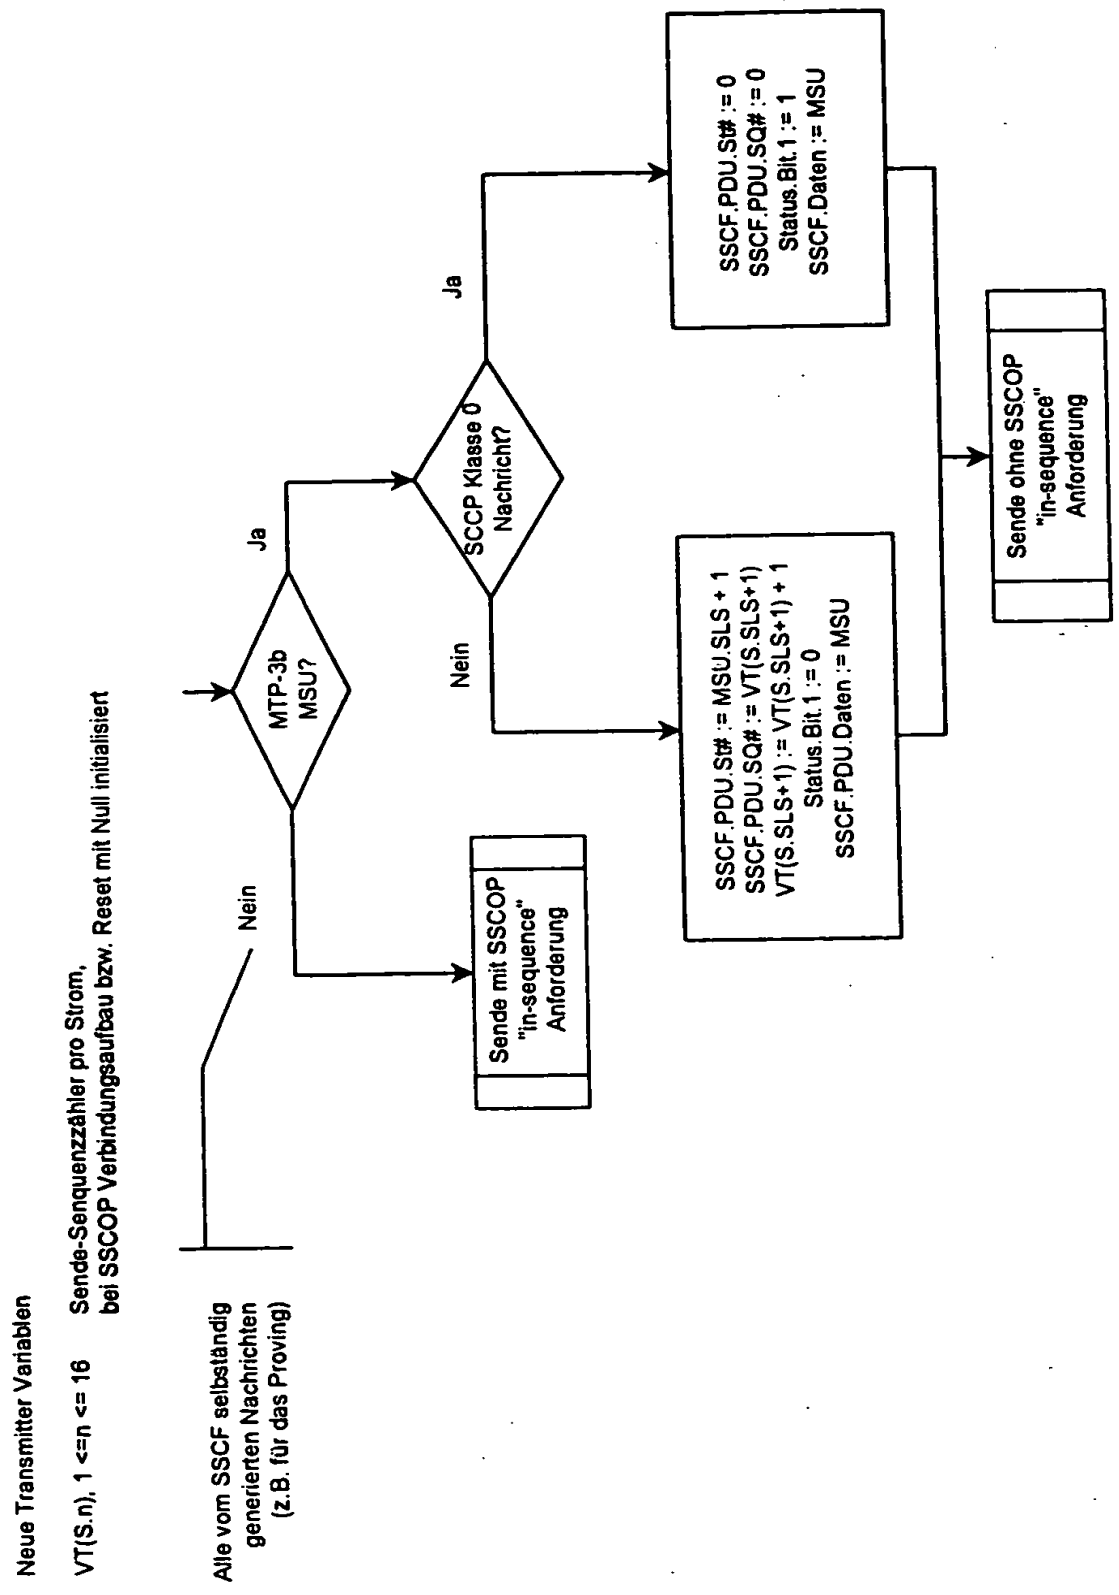 Neue Transmitter Variablen
VT(S.n), 1 <=n <= 16
Sende-Senquenzzähler pro Strom,
bei SSCOP Verbindungsaufbau bzw. Reset mit Null initialisiert
Alle vom SSCF selbständig
generierten Nachrichten
(z.B. für das Proving)
Nein
MTP-3b
MSU?
Ja
Sende mit SSCOP
"in-sequence"
Anforderung
SCCP Klasse 0
Nachricht?
Nein
Ja
SSCF.PDU.St# := MSU.SLS + 1
SSCF.PDU.SQ# := VT(S.SLS+1)
VT(S.SLS+1) := VT(S.SLS+1) + 1
Status.Bit.1 := 0
SSCF.PDU.Daten := MSU
SSCF.PDU.St# := 0
SSCF.PDU.SQ# := 0
Status.Bit.1 := 1
SSCF.Daten := MSU
Sende ohne SSCOP
"in-sequence"
Anforderung